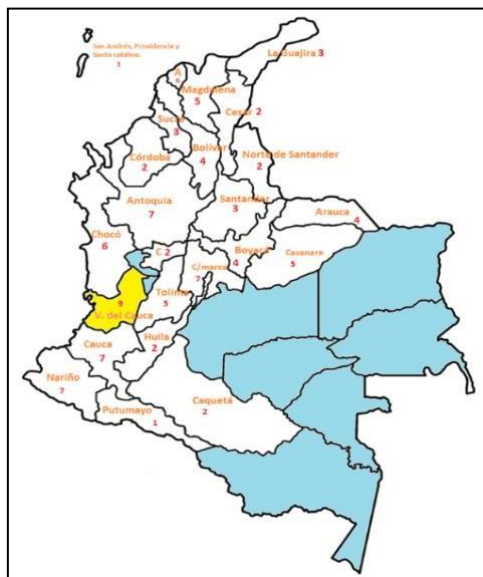 San Andrés, Providencia y
Santa catalina.
1
La Guajira 3
A
6
Magdalena
5
Cesar 2
Sucre
3
Bolívar
4
Córdoba
2
Norte de Santander
2
Antoquia
7
Santander
3
Arauca
4
Chocó
6
C 2
Boyacá
4
Casanare
5
C/marca
7
Tolima
5
9
V. del Cauca
Cauca
7
Huila
2
Nariño
7
Caquetá
2
Putumayo
1